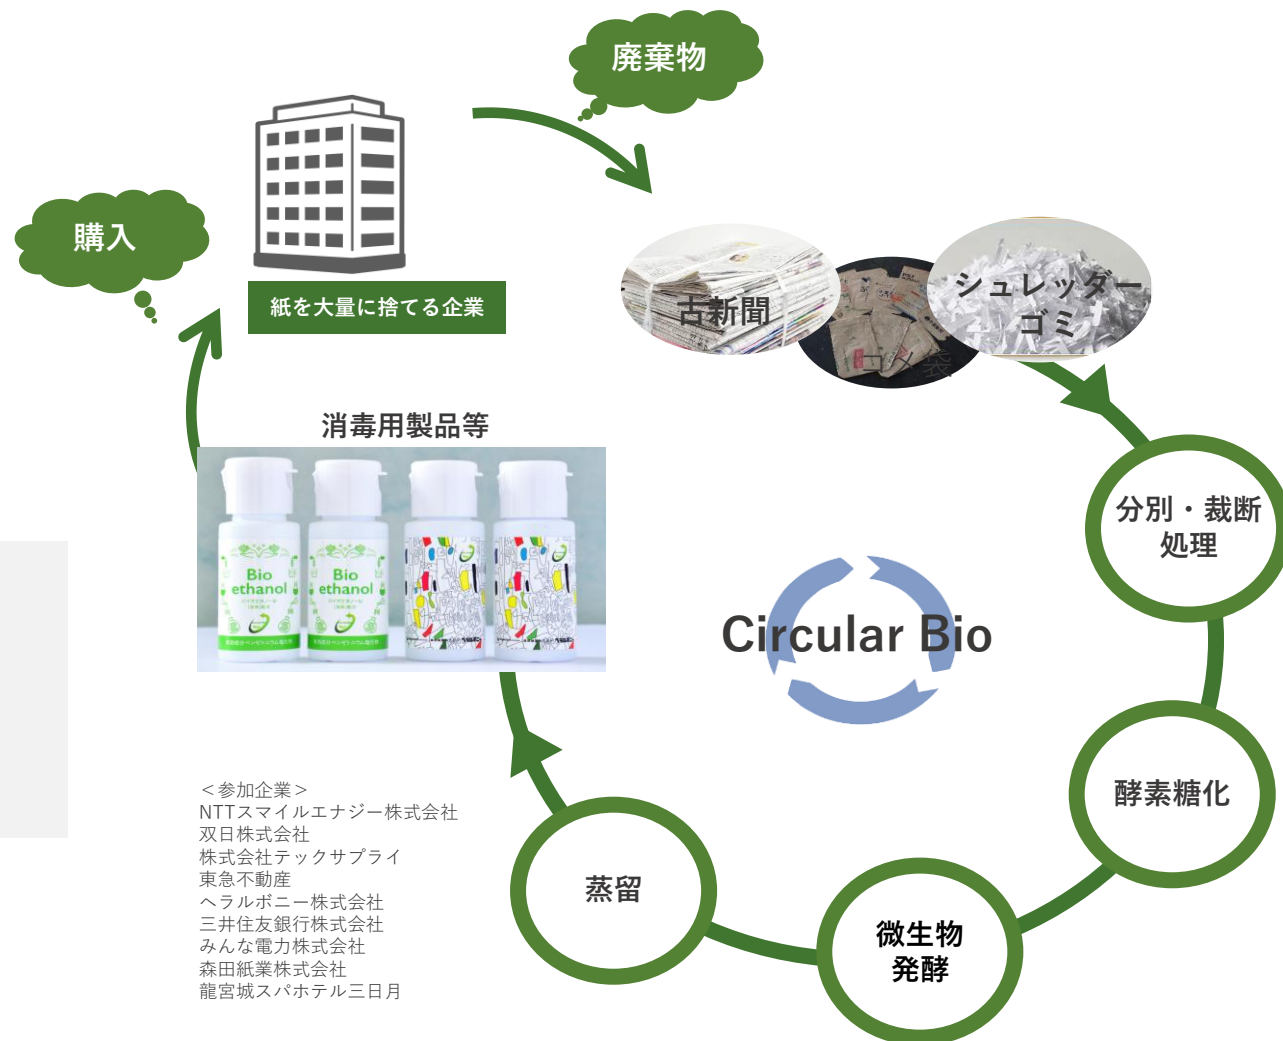 廃棄物
購入
紙を大量に捨てる企業
古新聞
コメ袋
シュレッダー
ゴミ
消毒用製品等
Bio
ethanol
Bio
ethanol
分別・裁断
処理
Circular Bio
酵素糖化
微生物
発酵
蒸留
＜参加企業＞
NTTスマイルエナジー株式会社
双日株式会社
株式会社テックサプライ
東急不動産
ヘラルボニー株式会社
三井住友銀行株式会社
みんな電力株式会社
森田紙業株式会社
龍宮城スパホテル三日月